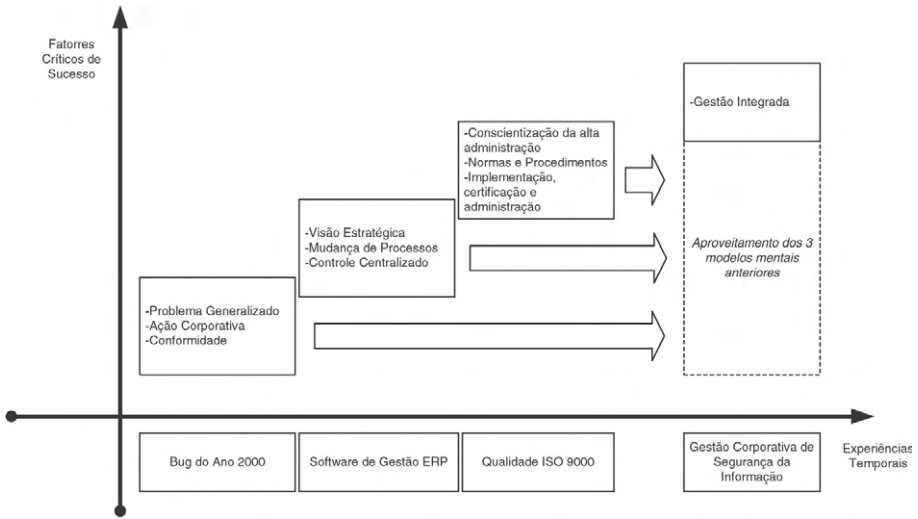 Fatorres
Críticos de
Sucesso
-Gestão Integrada
-Conscientização da alta
administração
-Normas e Procedimentos
-Implementação,
certificação e
administração
-Visão Estratégica
-Mudança de Processos
-Controle Centralizado
Aproveitamento dos 3
modelos mentais
anteriores
-Problema Generalizado
-Ação Corporativa
-Conformidade
Bug do Ano 2000
Software de Gestão ERP
Qualidade ISO 9000
Gestão Corporativa de
Segurança da
Informação
Experiências
Temporais